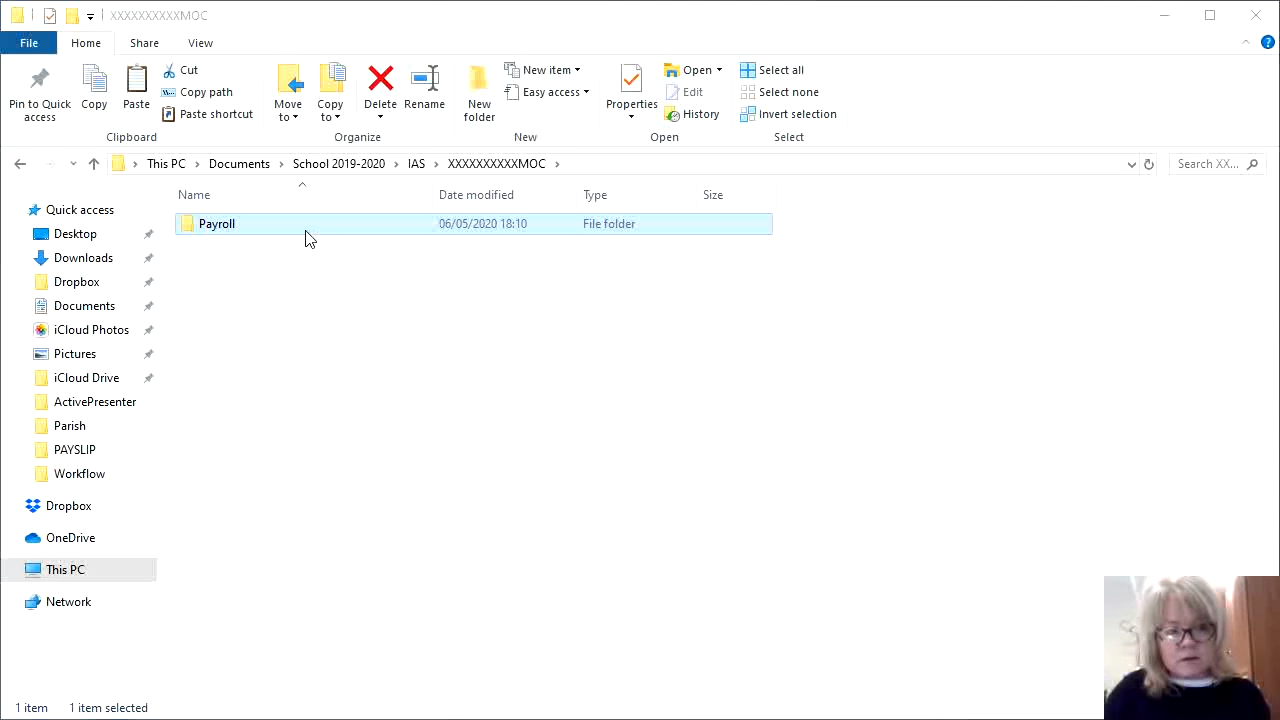 XXXXXXXXXXMOC
File Home Share View
Pin to Quick access
Copy
Paste
Cut
Copy path
Paste shortcut
Clipboard
Move to
Copy to
Delete
Rename
Organize
New folder
New item
Easy access
New
Properties
Open
Edit
History
Open
Select all
Select none
Invert selection
Select
This PC Documents School 2019-2020 IAS XXXXXXXXXXMOC
Search XX...
Name Date modified Type Size
Payroll 06/05/2020 18:10 File folder
Quick access
Desktop
Downloads
Dropbox
Documents
iCloud Photos
Pictures
iCloud Drive
ActivePresenter
Parish
PAYSLIP
Workflow
Dropbox
OneDrive
This PC
Network
1 item 1 item selected